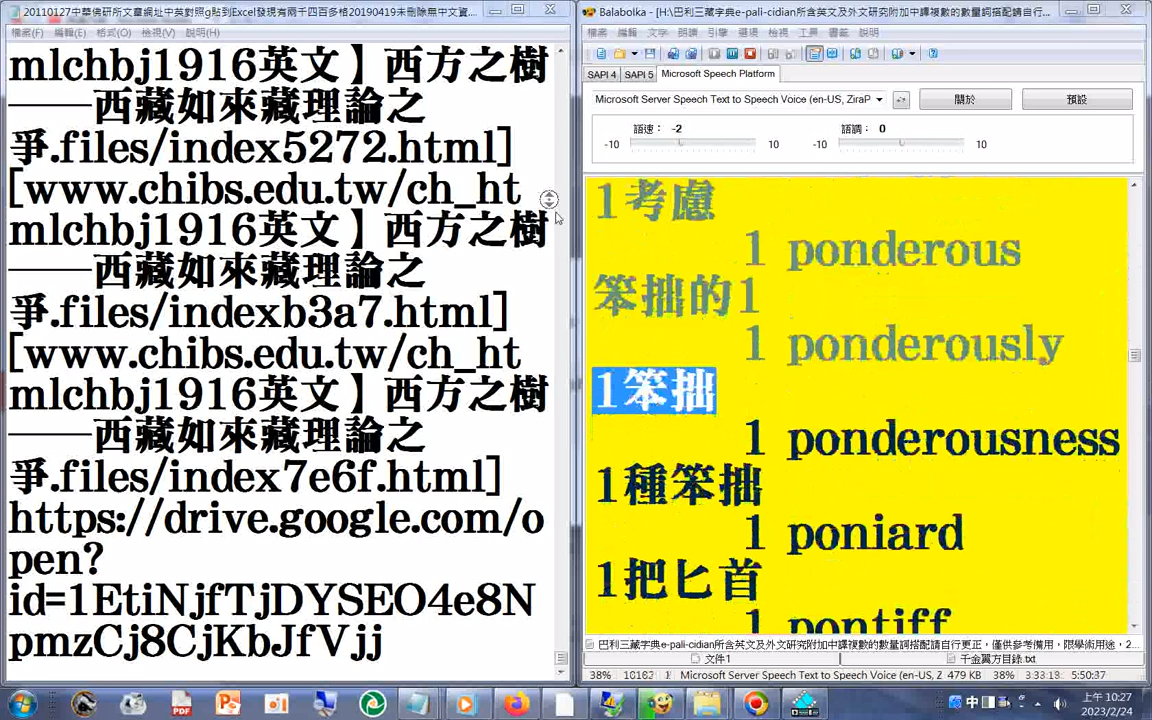 20110127中華佛研所文章網址中英對照g貼到Excel發現有兩千四百多格20190419未刪除無中文資...
檔案(F) 編輯(E) 格式(O) 檢視(V) 說明(H)
mlchbj1916英文】西方之樹
——西藏如來藏理論之
爭.files/index5272.html]
[www.chibs.edu.tw/ch_ht
mlchbj1916英文】西方之樹
——西藏如來藏理論之
爭.files/indexb3a7.html]
[www.chibs.edu.tw/ch_ht
mlchbj1916英文】西方之樹
——西藏如來藏理論之
爭.files/index7e6f.html]
https://drive.google.com/o
pen?
id=1EtiNjfTjDYSEO4e8N
pmzCj8CjKbJfVjj
Balabolka - [H:\巴利三藏字典e-pali-cidian所含英文及外文研究附加中譯複數的數量詞搭配請自行...
檔案 編輯 文字 朗讀 引擎 選項 檢視 工具 書籤 說明
SAPI 4 SAPI 5 Microsoft Speech Platform
Microsoft Server Speech Text to Speech Voice (en-US, ZiraP
關於 預設
語速： -2 語調： 0
-10 10 -10 10
1考慮
1 ponderous
笨拙的1
1 ponderously
1笨拙
1 ponderousness
1種笨拙
1 poniard
1把匕首
1 pontiff
巴利三藏字典e-pali-cidian所含英文及外文研究附加中譯複數的數量詞搭配請自行更正，僅供參考備用，限學術用途，2...
文件1 千金翼方目錄.txt
38% Microsoft Server Speech Text to Speech Voice (en-US, Z 479 KB 38% 3:33:18 5:50:37
中
上午 10:27
2023/2/24